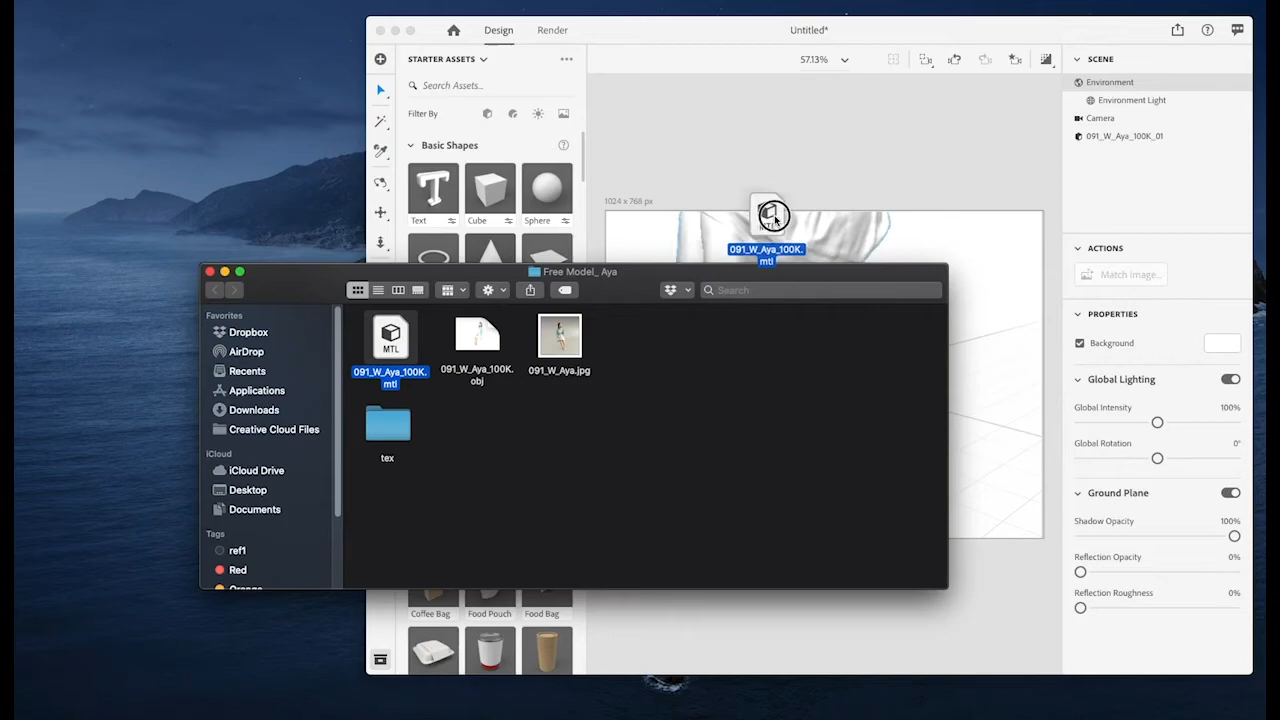 Design
Render
Untitled*
STARTER ASSETS
57.13%
SCENE
Search Assets...
Environment
Environment Light
Filter By
Camera
091_W_Aya_100K_01
Basic Shapes
Text
Cube
Sphere
1024 x 768 px
091_W_Aya_100K.
mtl
ACTIONS
Match image...
PROPERTIES
Background
Global Lighting
Global Intensity
100%
Global Rotation
0°
Ground Plane
Shadow Opacity
100%
Reflection Opacity
0%
Reflection Roughness
0%
Free Model_ Aya
Search
Favorites
Dropbox
AirDrop
Recents
Applications
Downloads
Creative Cloud Files
iCloud
iCloud Drive
Desktop
Documents
Tags
ref1
Red
Orange
MTL
091_W_Aya_100K.
mtl
091_W_Aya_100K.
obj
091_W_Aya.jpg
tex
Coffee Bag
Food Pouch
Food Bag